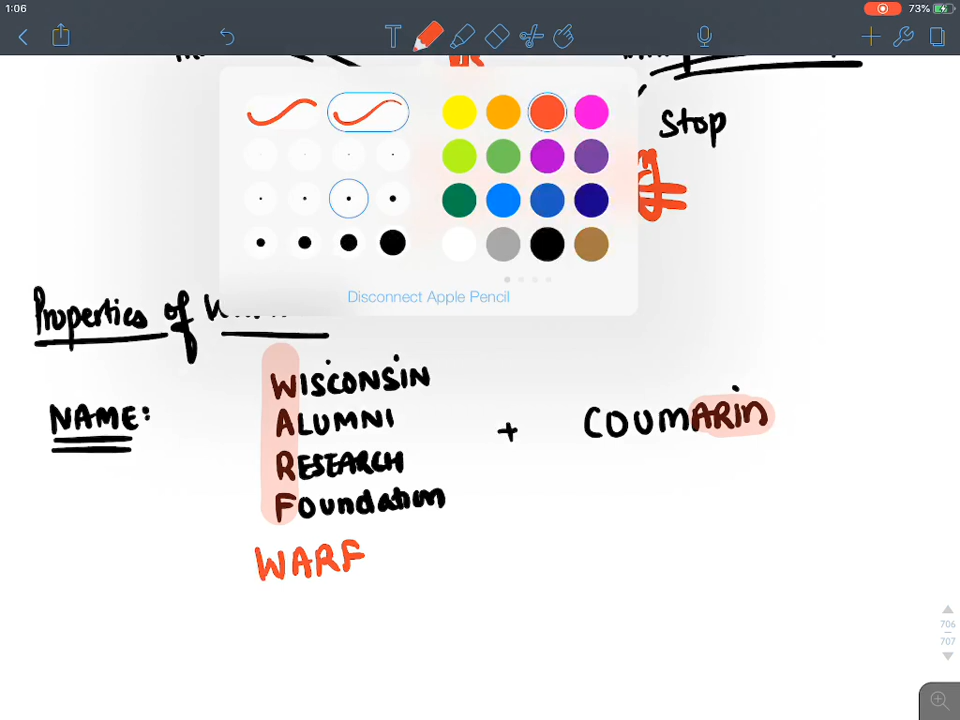 1:06
73%
T
Stop
Disconnect Apple Pencil
Properties of
NAME:
WISCONSIN
ALUMNI
RESEARCH
Foundation
+
COUMARIN
WARF
706
707